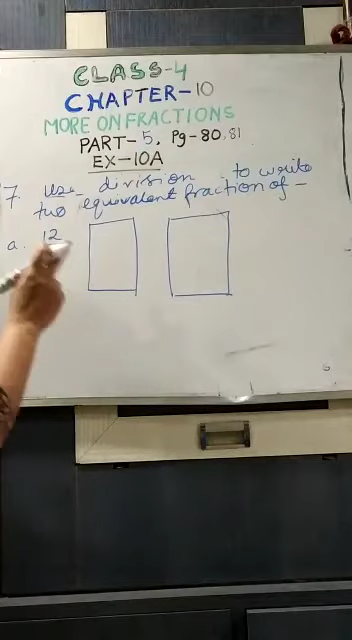 CLASS-4
CHAPTER-10
MORE ON FRACTIONS
PART-5, Pg-80,81
EX-10A
7. Use division to write
two equivalent fraction of -
a. 12